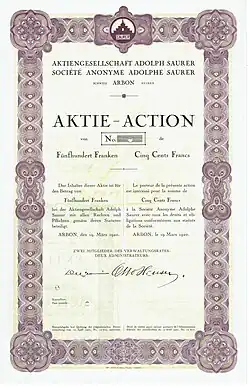 SAURER
AKTIENGESELLSCHAFT ADOLPH SAURER
SOCIÉTÉ ANONYME ADOLPHE SAURER
ARBON
AKTIE – ACTION
von No. de
Fünfhundert Franken Cinq Cents Francs
Der Inhaber dieser Aktie ist für
den Betrag von
Fünfhundert Franken
bei der Aktiengesellschaft Adolph
Saurer mit allen Rechten und
Pflichten gemäss ihren Statuten
beteiligt.
ARBON, den 19. März 1920.
Le porteur de la présente action
est intéressé pour la somme de
Cinq Cents Francs
à la Société Anonyme Adolphe
Saurer avec tous les droits et obligations
conformément aux statuts
de la Société.
ARBON, le 19 Mars 1920.
ZWEI MITGLIEDER DES VERWALTUNGSRATES:
DEUX ADMINISTRATEURS: